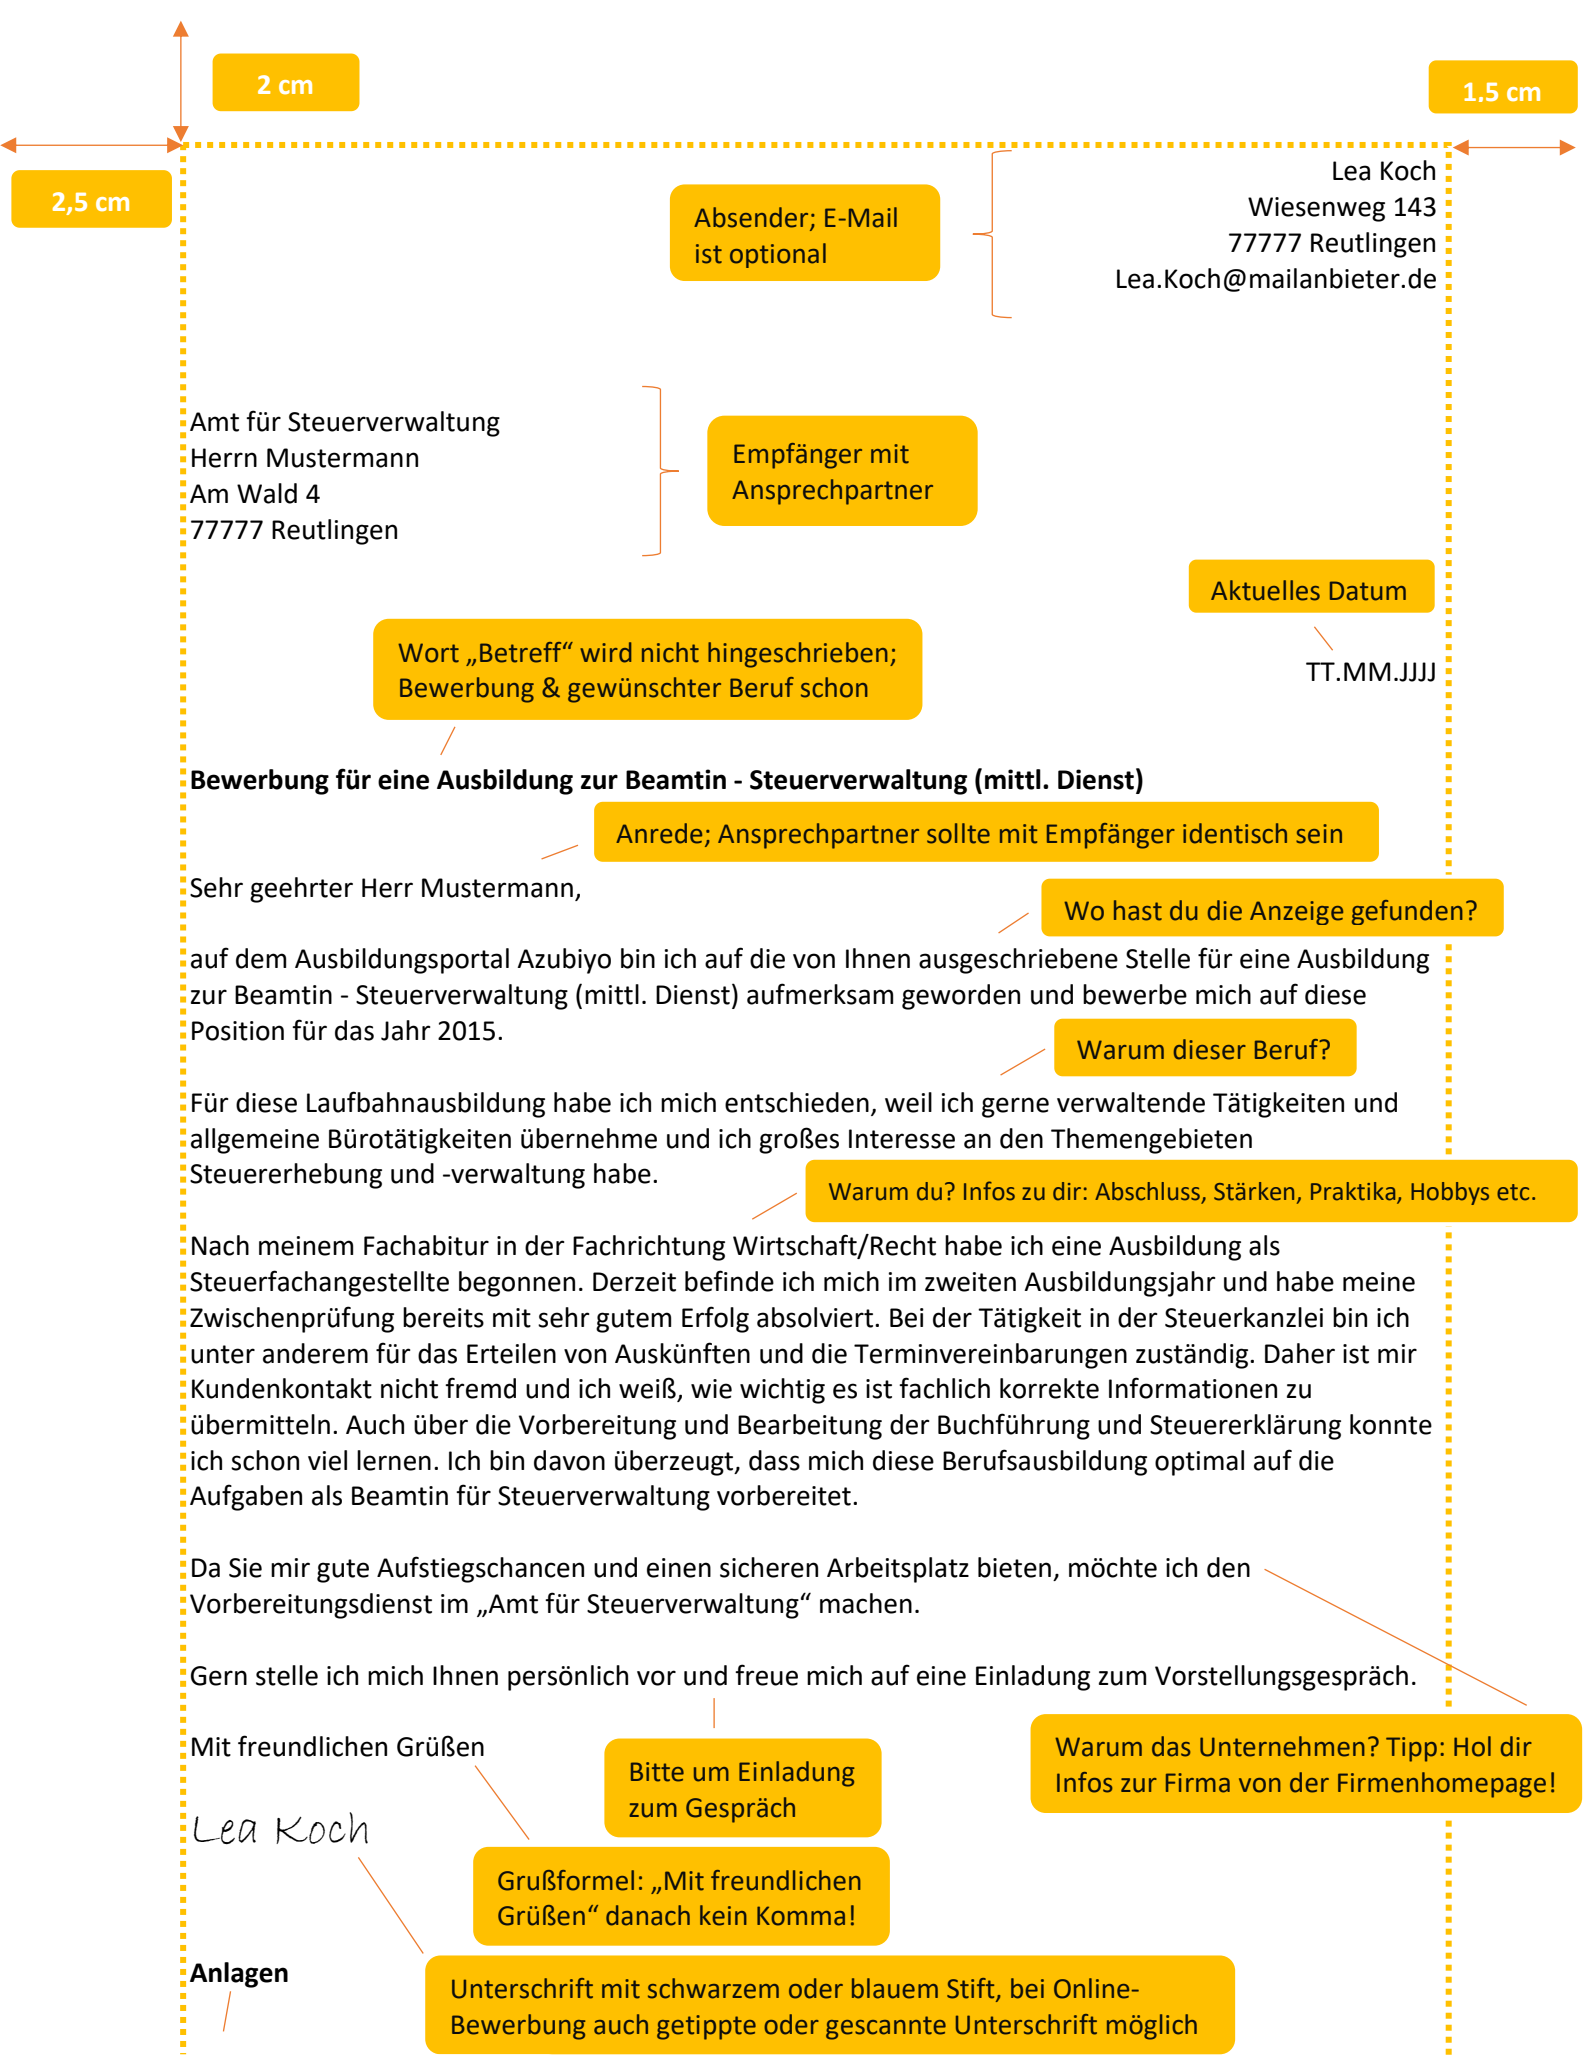 2 cm
1,5 cm
2,5 cm
Lea Koch
Wiesenweg 143
77777 Reutlingen
Lea.Koch@mailanbieter.de
Absender; E-Mail
ist optional
Amt für Steuerverwaltung
Herrn Mustermann
Am Wald 4
77777 Reutlingen
Empfänger mit
Ansprechpartner
Aktuelles Datum
TT.MM.JJJJ
Wort „Betreff“ wird nicht hingeschrieben;
Bewerbung & gewünschter Beruf schon
Bewerbung für eine Ausbildung zur Beamtin - Steuerverwaltung (mittl. Dienst)
Anrede; Ansprechpartner sollte mit Empfänger identisch sein
Sehr geehrter Herr Mustermann,
Wo hast du die Anzeige gefunden?
auf dem Ausbildungsportal Azubiyo bin ich auf die von Ihnen ausgeschriebene Stelle für eine Ausbildung
zur Beamtin - Steuerverwaltung (mittl. Dienst) aufmerksam geworden und bewerbe mich auf diese
Position für das Jahr 2015.
Warum dieser Beruf?
Für diese Laufbahnausbildung habe ich mich entschieden, weil ich gerne verwaltende Tätigkeiten und
allgemeine Bürotätigkeiten übernehme und ich großes Interesse an den Themengebieten
Steuererhebung und -verwaltung habe.
Warum du? Infos zu dir: Abschluss, Stärken, Praktika, Hobbys etc.
Nach meinem Fachabitur in der Fachrichtung Wirtschaft/Recht habe ich eine Ausbildung als
Steuerfachangestellte begonnen. Derzeit befinde ich mich im zweiten Ausbildungsjahr und habe meine
Zwischenprüfung bereits mit sehr gutem Erfolg absolviert. Bei der Tätigkeit in der Steuerkanzlei bin ich
unter anderem für das Erteilen von Auskünften und die Terminvereinbarungen zuständig. Daher ist mir
Kundenkontakt nicht fremd und ich weiß, wie wichtig es ist fachlich korrekte Informationen zu
übermitteln. Auch über die Vorbereitung und Bearbeitung der Buchführung und Steuererklärung konnte
ich schon viel lernen. Ich bin davon überzeugt, dass mich diese Berufsausbildung optimal auf die
Aufgaben als Beamtin für Steuerverwaltung vorbereitet.
Da Sie mir gute Aufstiegschancen und einen sicheren Arbeitsplatz bieten, möchte ich den
Vorbereitungsdienst im „Amt für Steuerverwaltung“ machen.
Gern stelle ich mich Ihnen persönlich vor und freue mich auf eine Einladung zum Vorstellungsgespräch.
Mit freundlichen Grüßen
Bitte um Einladung
zum Gespräch
Warum das Unternehmen? Tipp: Hol dir
Infos zur Firma von der Firmenhomepage!
Lea Koch
Grußformel: „Mit freundlichen
Grüßen“ danach kein Komma!
Anlagen
Unterschrift mit schwarzem oder blauem Stift, bei Online-
Bewerbung auch getippte oder gescannte Unterschrift möglich